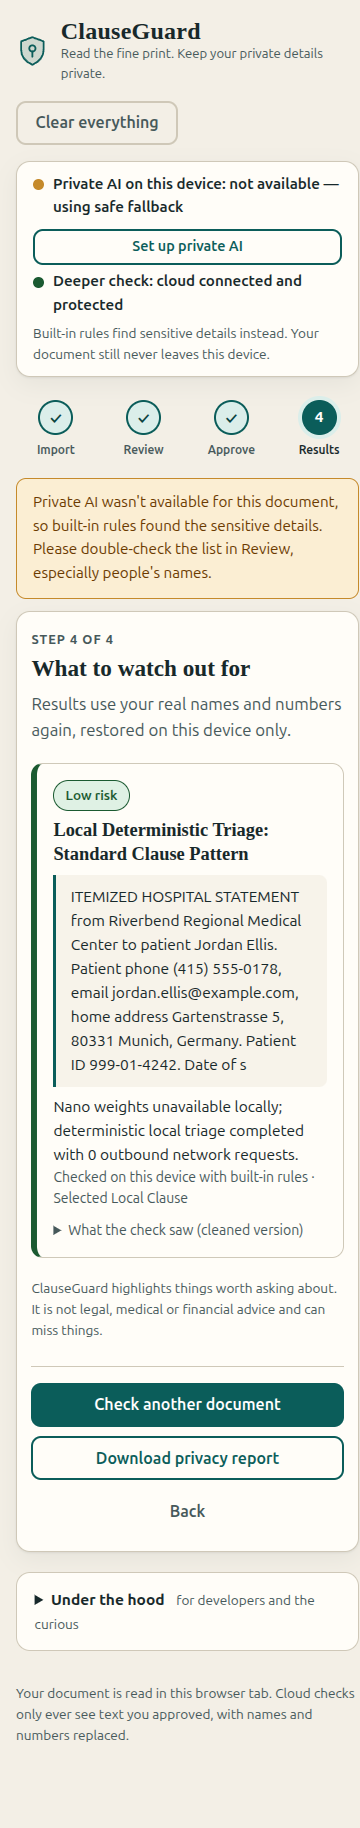 ClauseGuard
Read the fine print. Keep your private details
private.
Clear everything
Private AI on this device: not available —
using safe fallback
Set up private AI
Deeper check: cloud connected and
protected
Built-in rules find sensitive details instead. Your
document still never leaves this device.
4
Import
Review
Approve
Results
Private AI wasn't available for this document,
so built-in rules found the sensitive details.
Please double-check the list in Review,
especially people's names.
STEP 4 OF 4
What to watch out for
Results use your real names and numbers
again, restored on this device only.
Low risk
Local Deterministic Triage:
Standard Clause Pattern
ITEMIZED HOSPITAL STATEMENT
from Riverbend Regional Medical
Center to patient Jordan Ellis.
Patient phone (415) 555-0178,
email jordan.ellis@example.com,
home address Gartenstrasse 5,
80331 Munich, Germany. Patient
ID 999-01-4242. Date of s
Nano weights unavailable locally;
deterministic local triage completed
with 0 outbound network requests.
Checked on this device with built-in rules ·
Selected Local Clause
What the check saw (cleaned version)
ClauseGuard highlights things worth asking about.
It is not legal, medical or financial advice and can
miss things.
Check another document
Download privacy report
Back
Under the hood for developers and the
curious
Your document is read in this browser tab. Cloud checks
only ever see text you approved, with names and
numbers replaced.